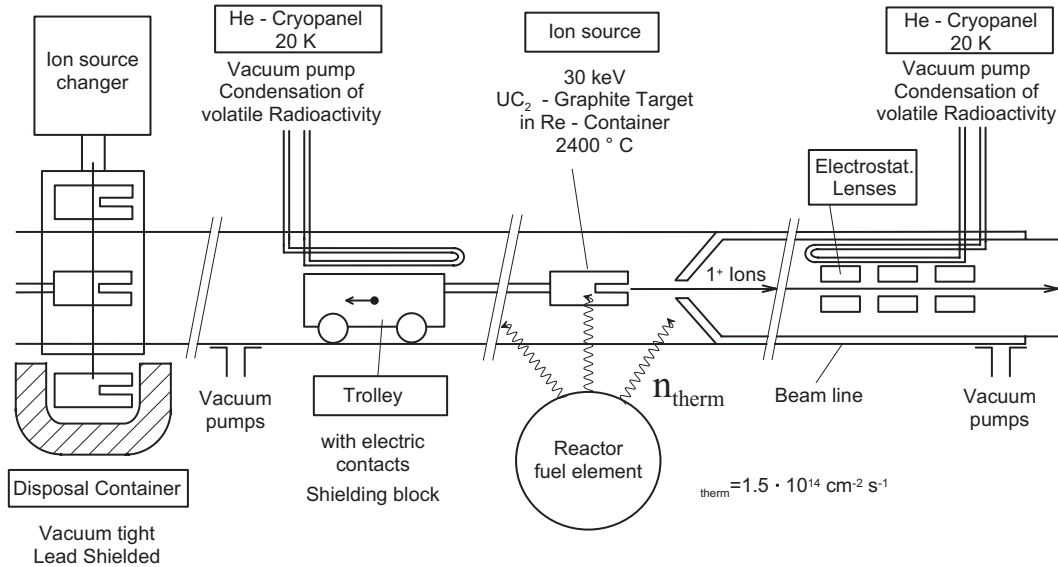 Ion source
changer
He - Cryopanel
20 K
Vacuum pump
Condensation of
volatile Radioactivity
Ion source
30 keV
UC₂ - Graphite Target
in Re - Container
2400 ° C
He - Cryopanel
20 K
Vacuum pump
Condensation of
volatile Radioactivity
Electrostat.
Lenses
1⁺ Ions
Vacuum
pumps
Trolley
with electric
contacts
Shielding block
n_therm
Reactor
fuel element
Beam line
Vacuum
pumps
therm=1.5 · 10¹⁴ cm⁻² s⁻¹
Disposal Container
Vacuum tight
Lead Shielded